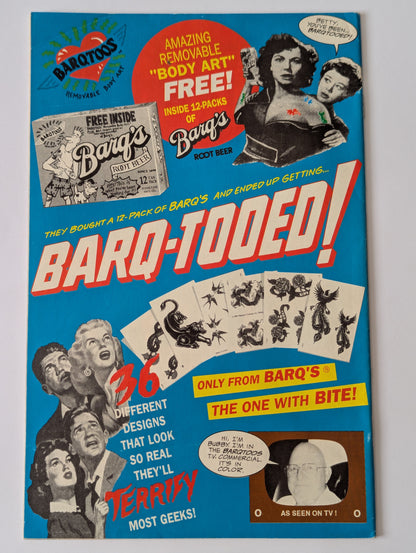 BARQTOOS
REMOVABLE BODY ART
AMAZING
REMOVABLE
"BODY ART"
FREE!
INSIDE 12-PACKS
OF
Barq's
ROOT BEER
BETTY,
YOU'VE BEEN
BARQTOOED!
FREE INSIDE
Barq's
ROOT BEER
12
THEY BOUGHT A 12-PACK OF BARQ'S AND ENDED UP GETTING...
BARQ-TOOED!
36
DIFFERENT
DESIGNS
THAT LOOK
SO REAL
THEY'LL
TERRIFY
MOST GEEKS!
ONLY FROM BARQ'S®
THE ONE WITH BITE!
HI, I'M
BUBBY. I'M IN
THE BARQTOOS
T.V. COMMERCIAL.
IT'S IN
COLOR.
AS SEEN ON TV!